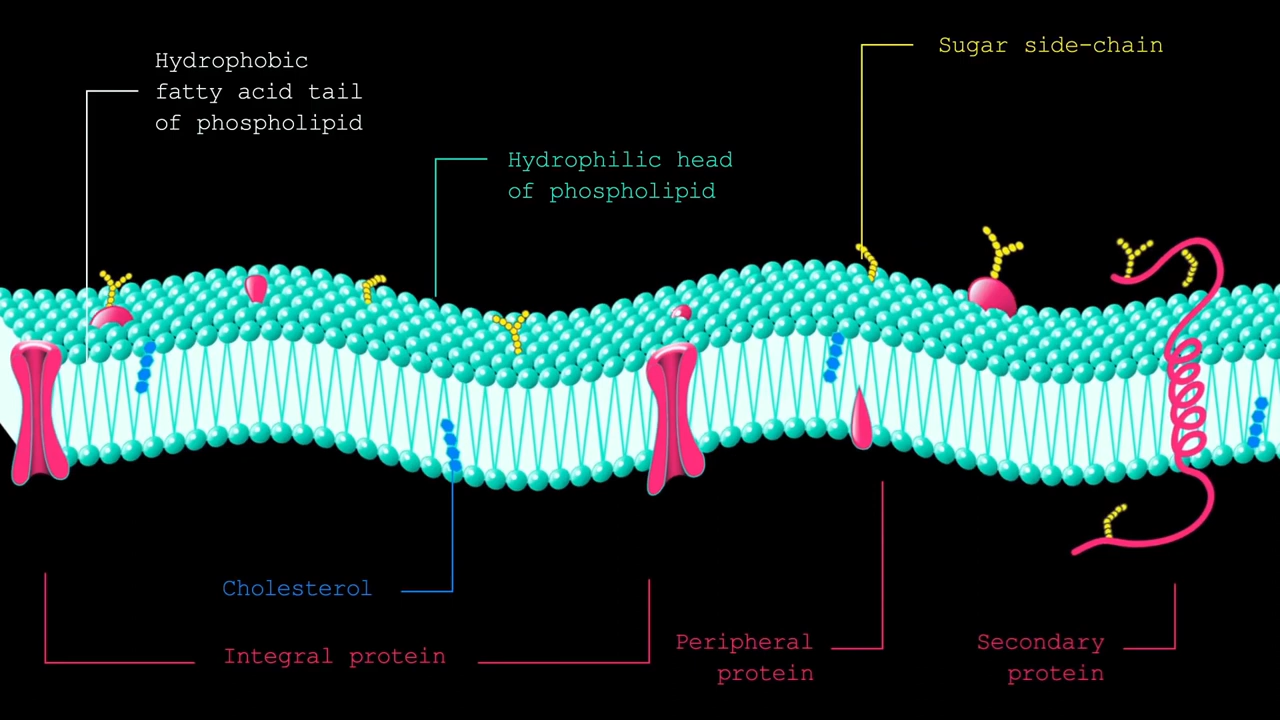 Hydrophobic
fatty acid tail
of phospholipid
Sugar side-chain
Hydrophilic head
of phospholipid
Cholesterol
Integral protein
Peripheral
protein
Secondary
protein